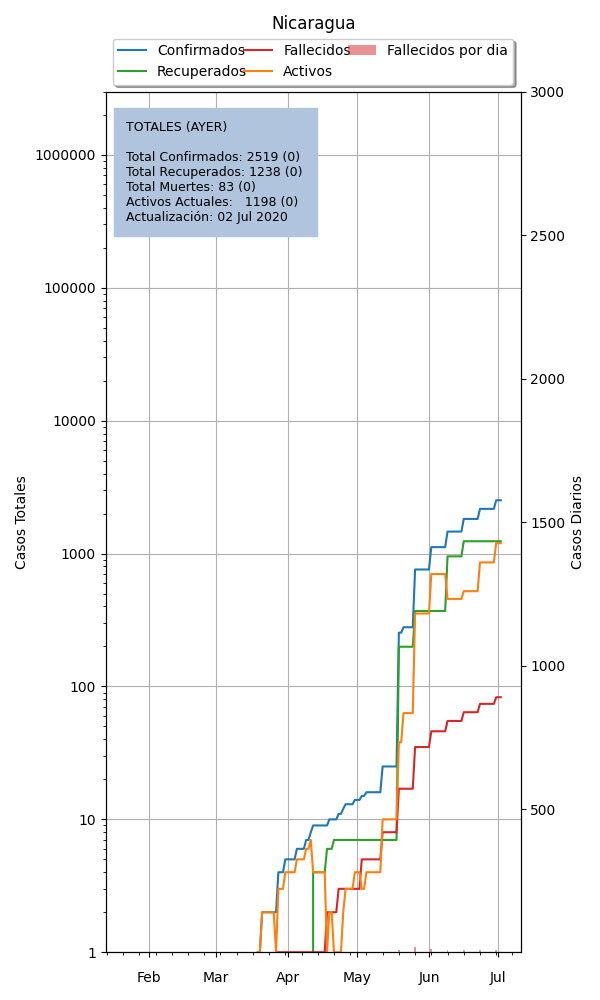 Nicaragua
Confirmados Fallecidos Fallecidos por dia
Recuperados Activos
TOTALES (AYER)
Total Confirmados: 2519 (0)
Total Recuperados: 1238 (0)
Total Muertes: 83 (0)
Activos Actuales:   1198 (0)
Actualización: 02 Jul 2020
Casos Totales
1000000
100000
10000
1000
100
10
1
Casos Diarios
3000
2500
2000
1500
1000
500
Feb Mar Apr May Jun Jul